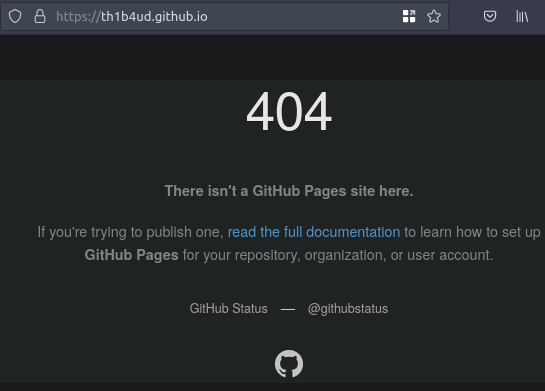 https://th1b4ud.github.io
404
There isn't a GitHub Pages site here.
If you're trying to publish one, read the full documentation to learn how to set up
GitHub Pages for your repository, organization, or user account.
GitHub Status — @githubstatus